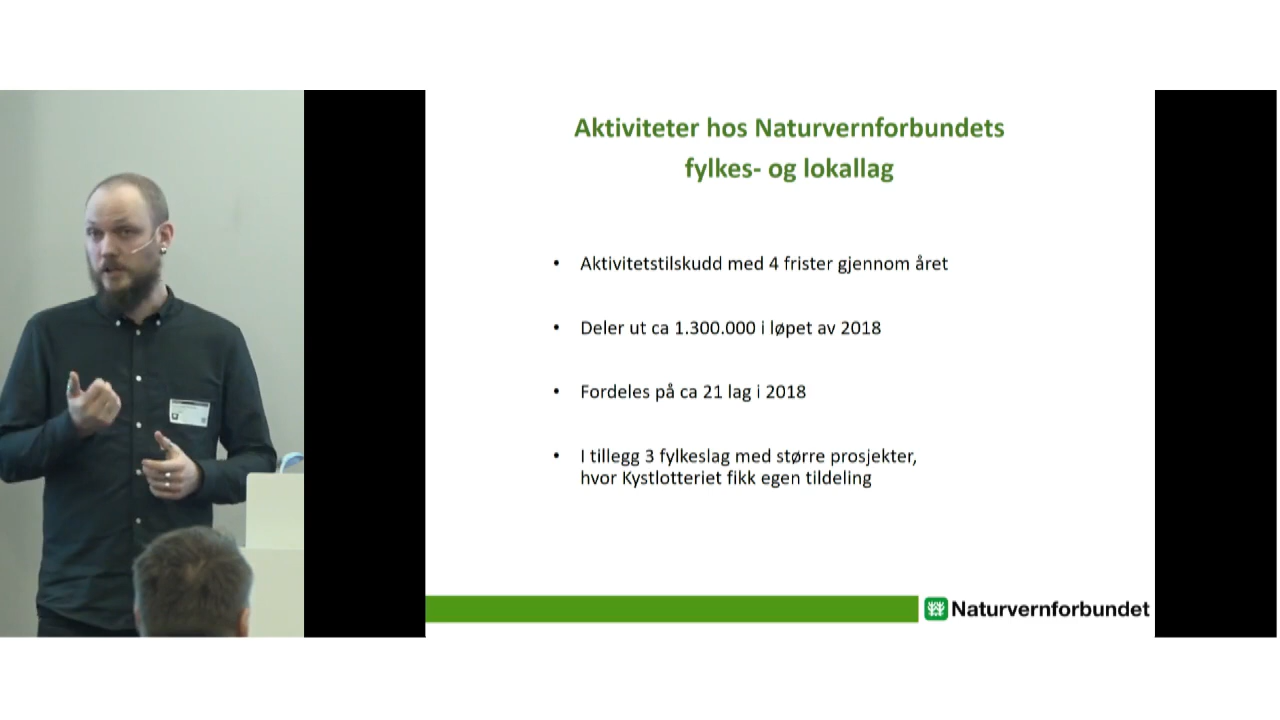 Aktiviteter hos Naturvernforbundets
fylkes- og lokallag
• Aktivitetstilskudd med 4 frister gjennom året
• Deler ut ca 1.300.000 i løpet av 2018
• Fordeles på ca 21 lag i 2018
• I tillegg 3 fylkeslag med større prosjekter,
hvor Kystlotteriet fikk egen tildeling
Naturvernforbundet